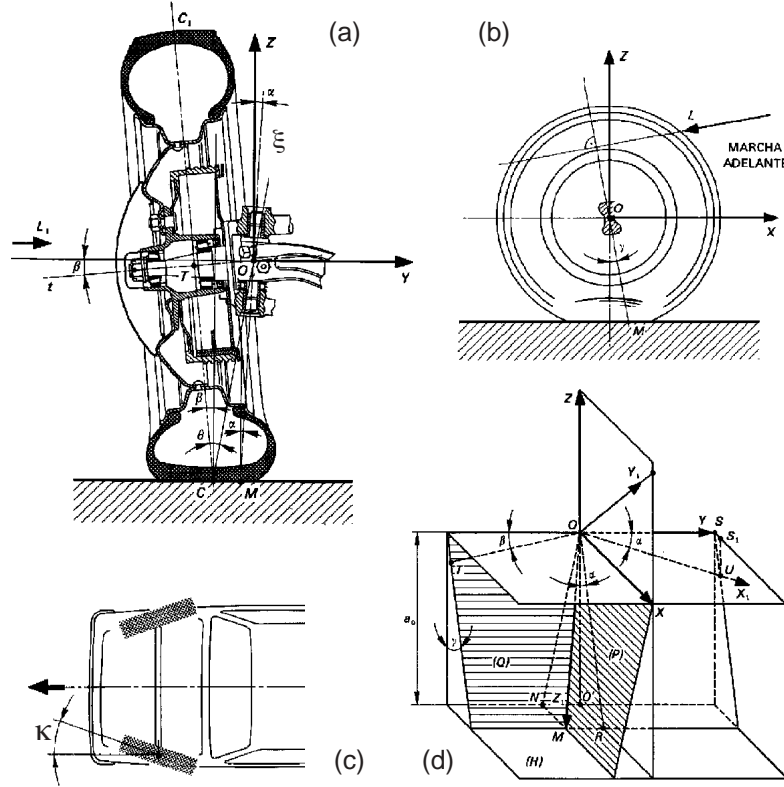 (a)
C₁
Z
α
ξ
L₁
β
t
T
O
Y
β
θ
α
C
M
(b)
Z
L
MARCHA
ADELANTE
O
X
γ
M
K
(c)
Z
Y₁
O
Y
S
S₁
β
α
T
α
U
X₁
X
a₀
γ
(Q)
(P)
N
Z₁
O'
M
R
(H)
(d)